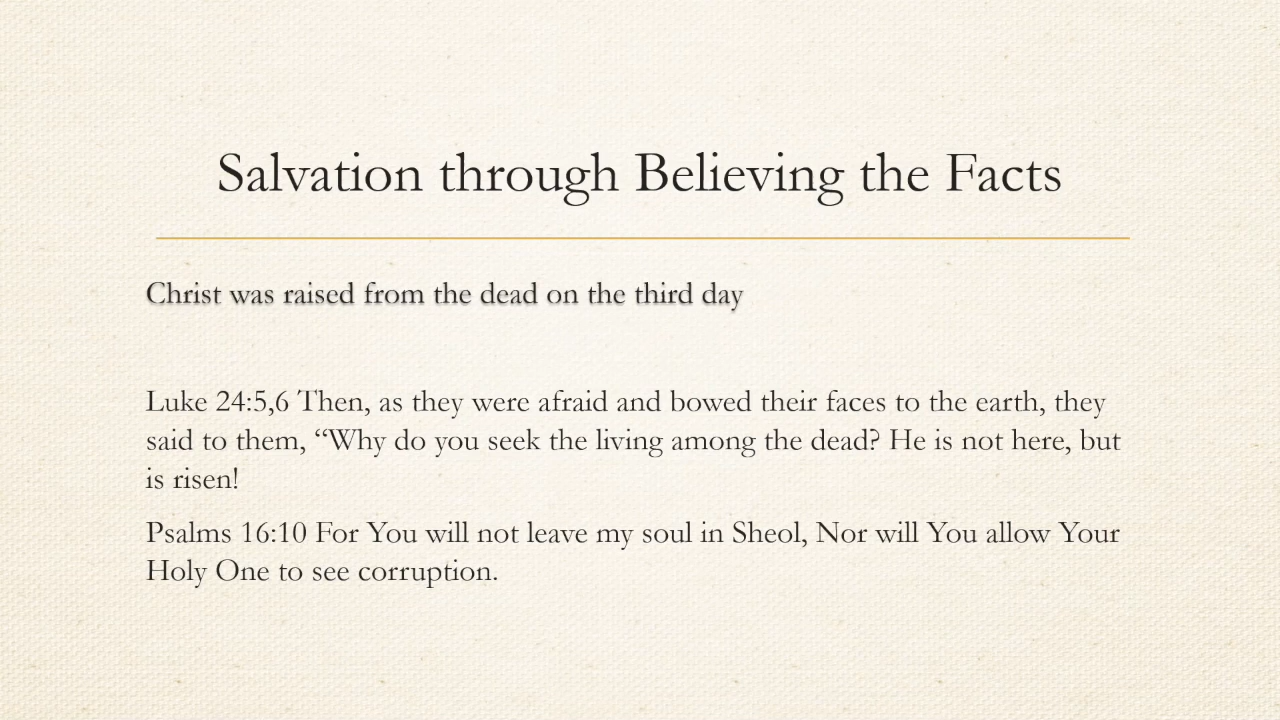 Salvation through Believing the Facts
Christ was raised from the dead on the third day
Luke 24:5,6 Then, as they were afraid and bowed their faces to the earth, they
said to them, “Why do you seek the living among the dead? He is not here, but
is risen!
Psalms 16:10 For You will not leave my soul in Sheol, Nor will You allow Your
Holy One to see corruption.